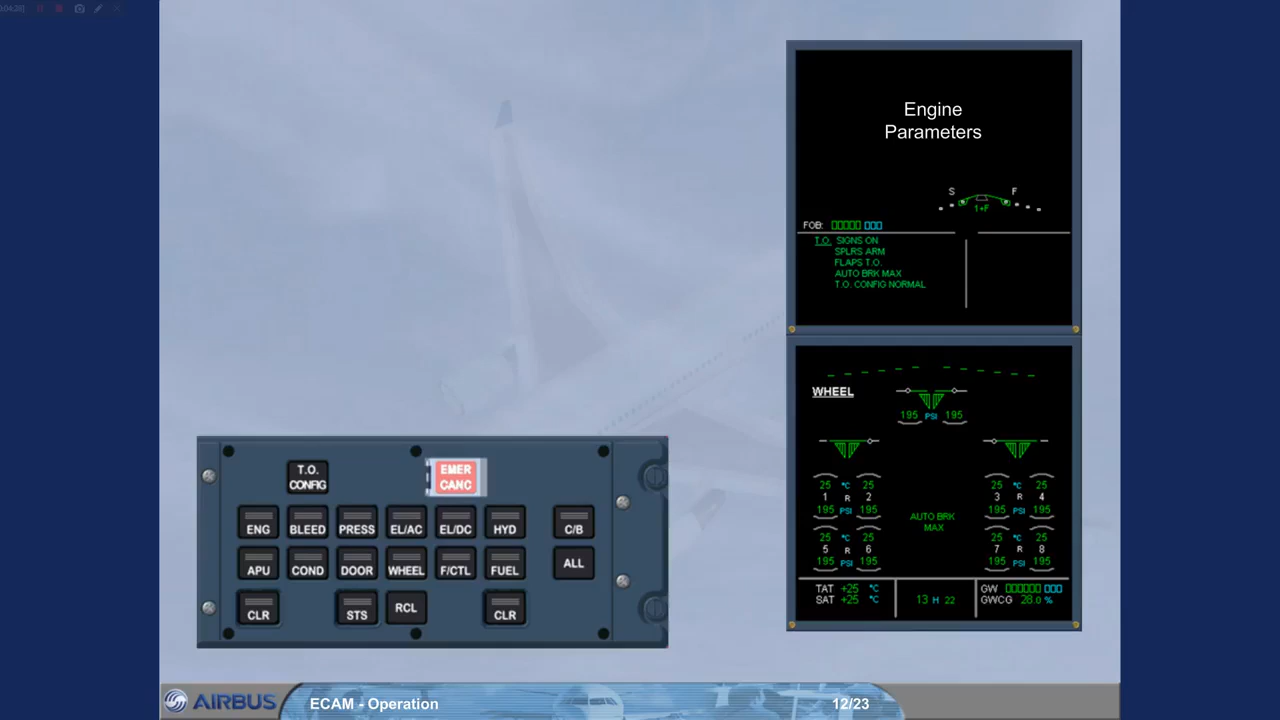 0:04:28]
Engine
Parameters
S F
1+F
FOB:
T.O. SIGNS ON
SPLRS ARM
FLAPS T.O.
AUTO BRK MAX
T.O. CONFIG NORMAL
WHEEL
195 PSI 195
25 °C 25 25 °C 25
1 R 2 3 R 4
195 PSI 195 195 PSI 195
AUTO BRK
MAX
25 °C 25 25 °C 25
5 R 6 7 R 8
195 PSI 195 195 PSI 195
TAT +25 °C
SAT +25 °C
13 H 22
GW
GWCG 28.0 %
T.O.
CONFIG
EMER
CANC
ENG BLEED PRESS EL/AC EL/DC HYD C/B
APU COND DOOR WHEEL F/CTL FUEL ALL
CLR STS RCL CLR
AIRBUS
ECAM - Operation
12/23